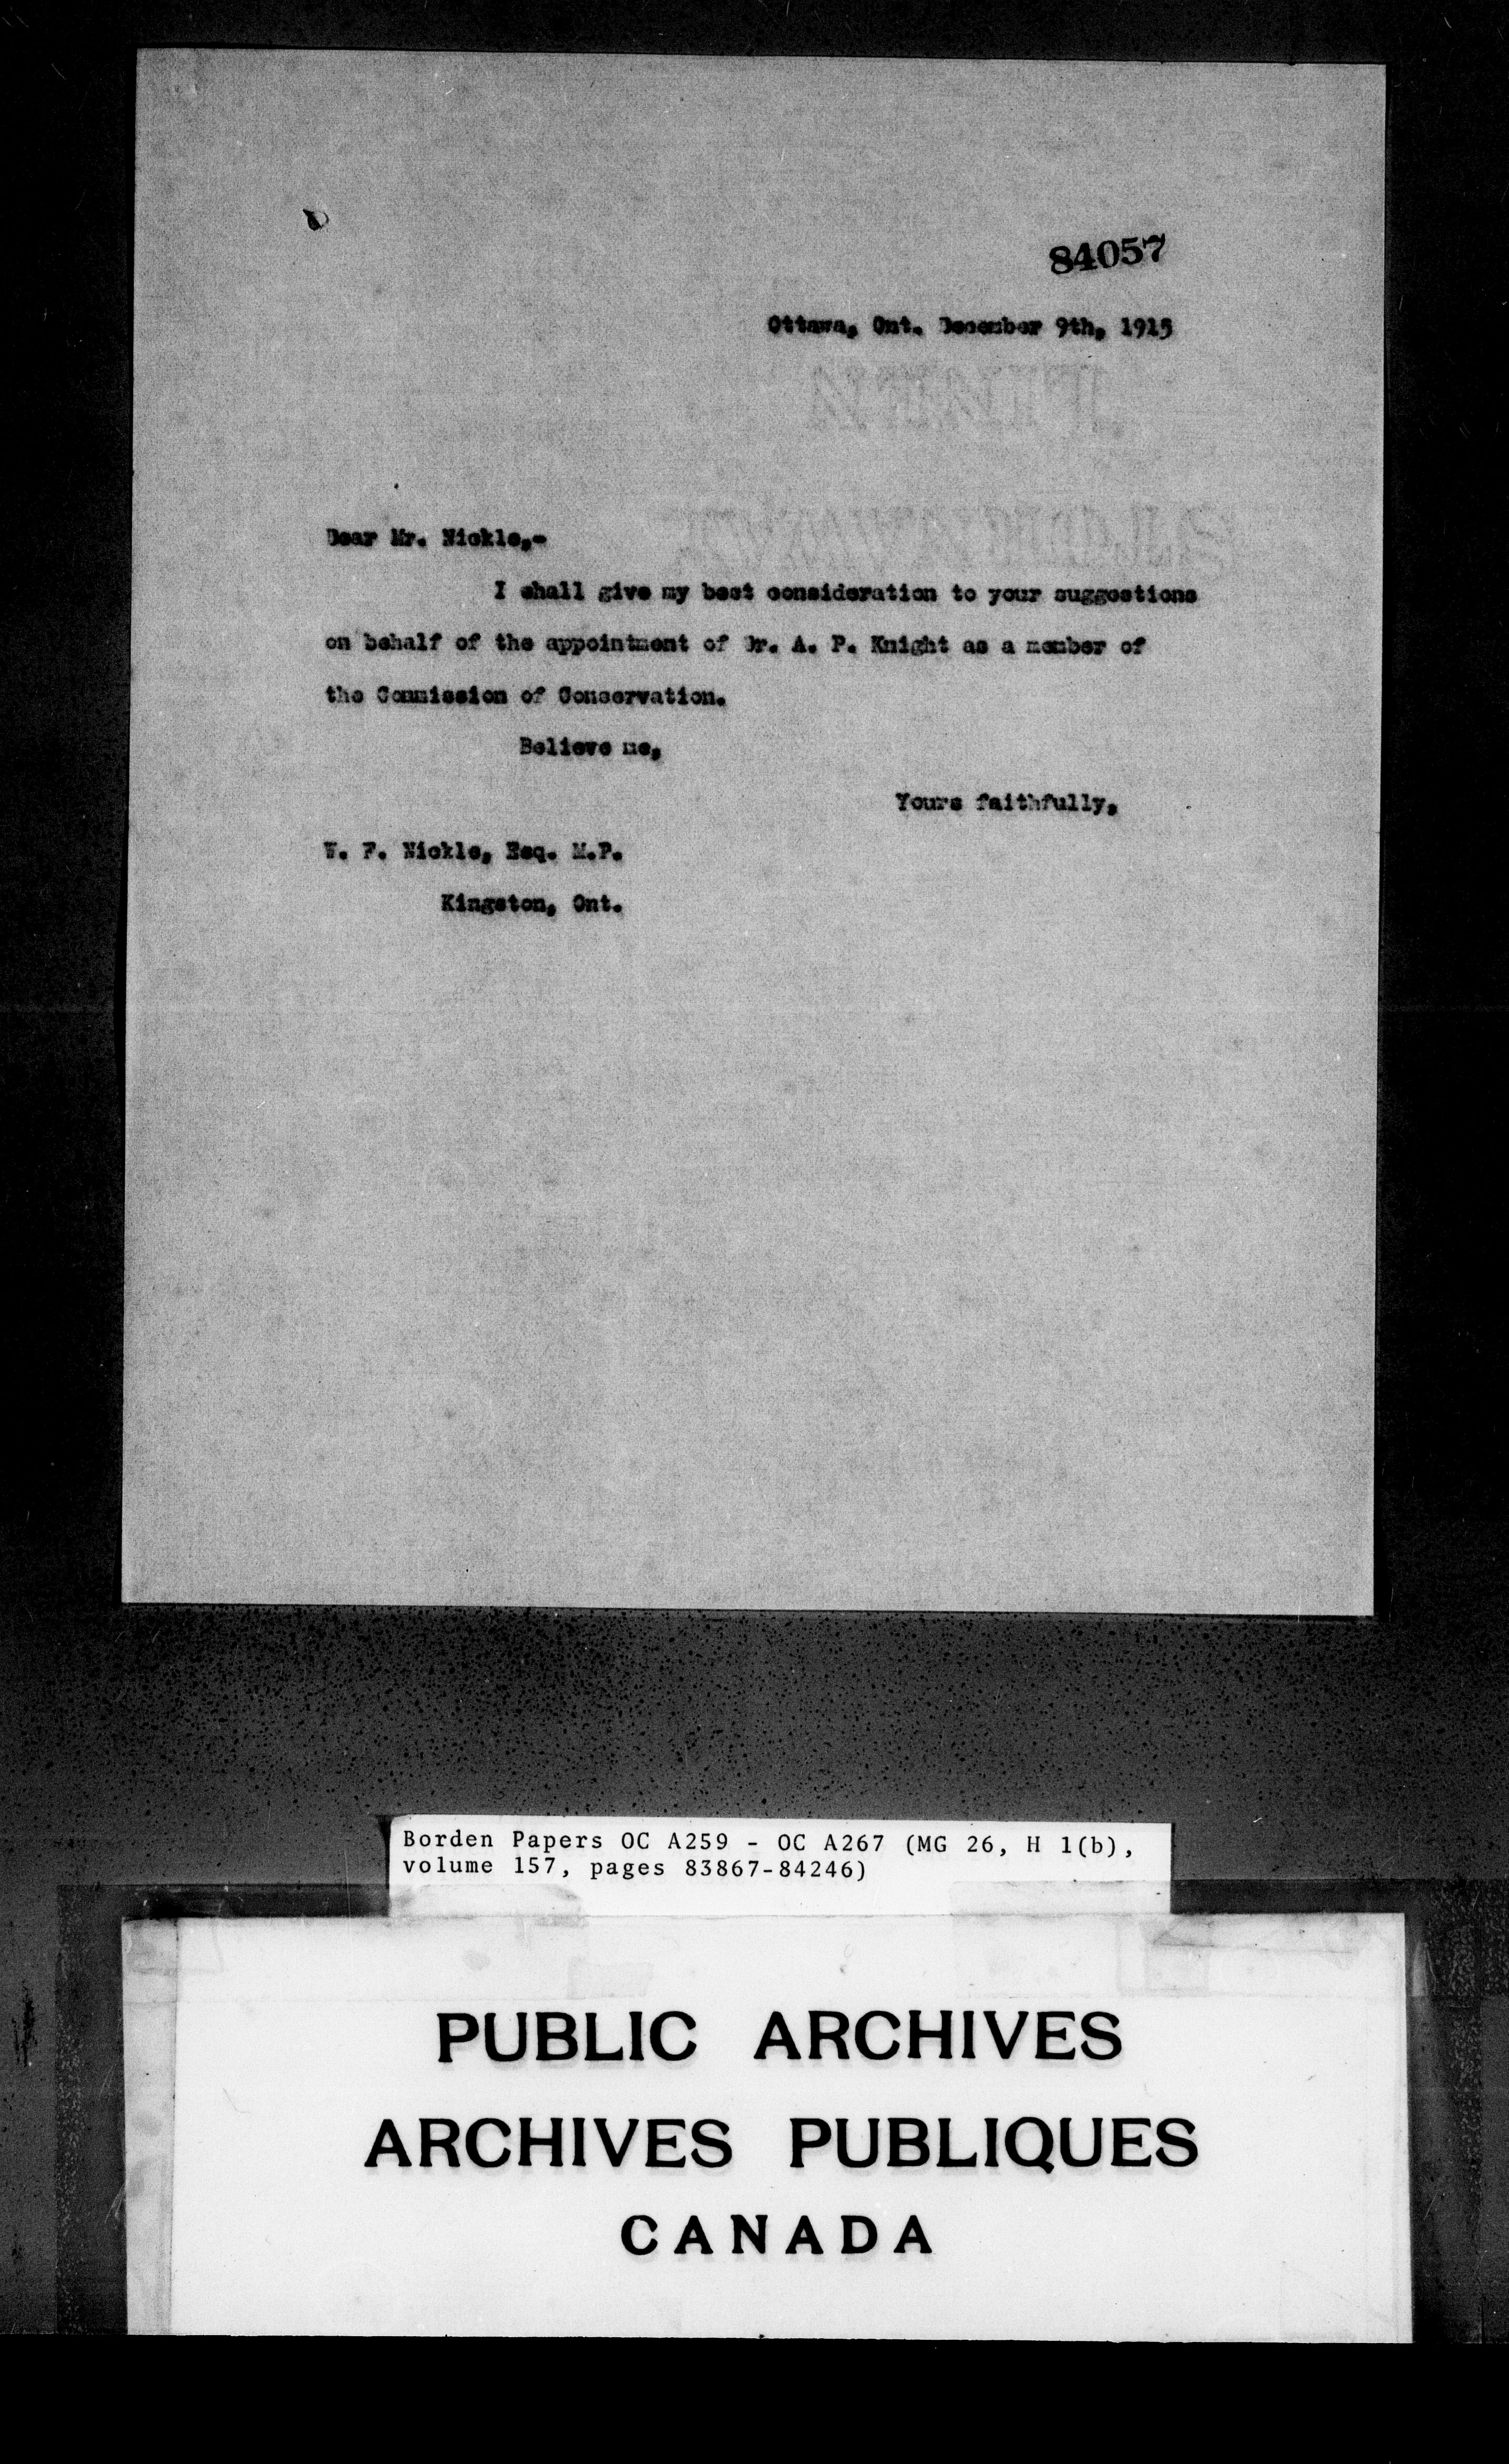 84057
Ottawa, Ont. December 9th, 1915
Dear Mr. Nickle,-
I shall give my best consideration to your suggestions
on behalf of the appointment of Dr. A. P. Knight as a member of
the Commission of Conservation.
Believe me,
Yours faithfully,
W. F. Nickle, Esq. M.P.
Kingston, Ont.
Borden Papers OC A259 - OC A267 (MG 26, H 1(b),
volume 157, pages 83867-84246)
PUBLIC ARCHIVES
ARCHIVES PUBLIQUES
CANADA